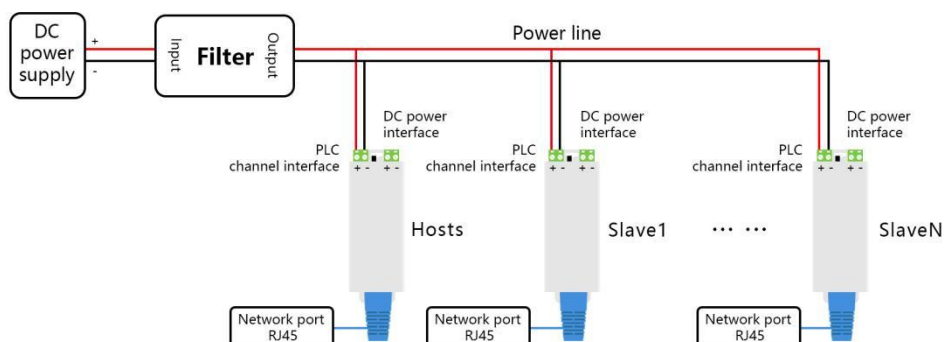 DC
power
supply
+
-
Input
Filter
Output
Power line
DC power
interface
PLC
channel interface
+ - + -
Hosts
Network port
RJ45
DC power
interface
PLC
channel interface
+ - + -
Slave1
Network port
RJ45
... ...
DC power
interface
PLC
channel interface
+ - + -
SlaveN
Network port
RJ45